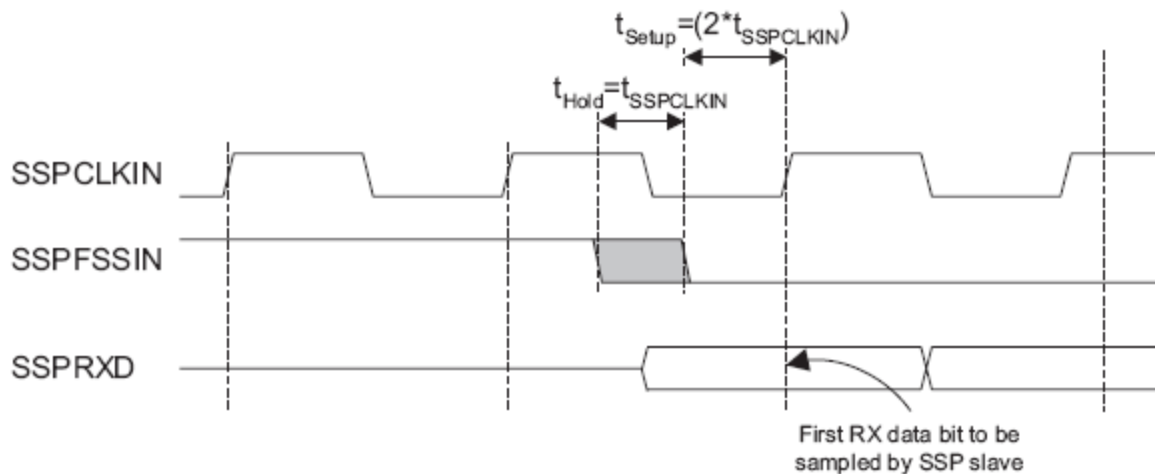 tSetup=(2*tSSPCLKIN)
tHold=tSSPCLKIN
SSPCLKIN
SSPFSSIN
SSPRXD
First RX data bit to be
sampled by SSP slave